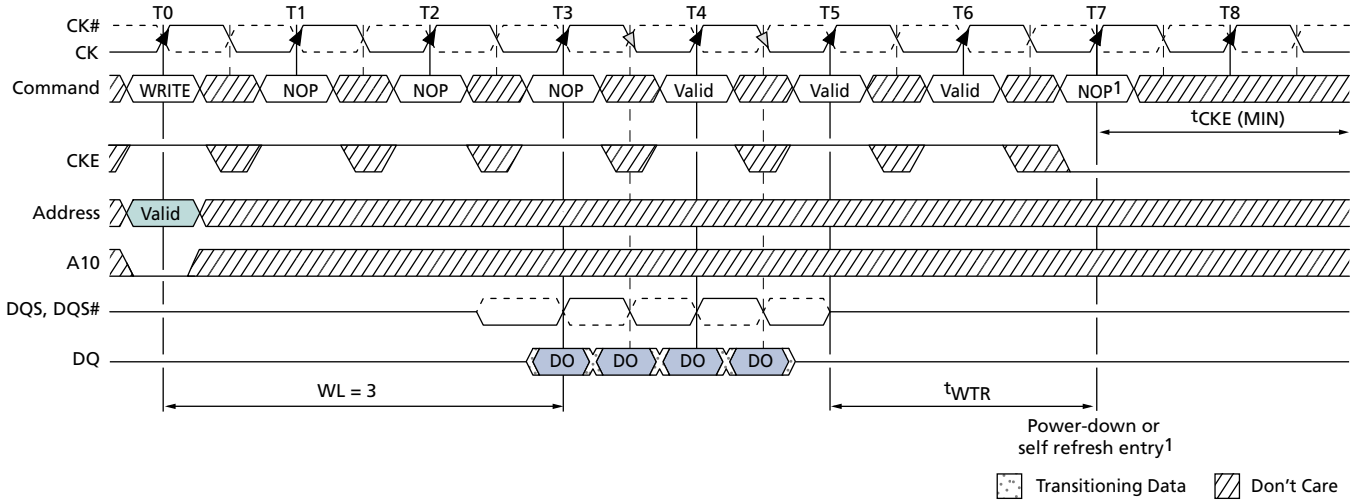 T0 T1 T2 T3 T4 T5 T6 T7 T8
CK#
CK
Command WRITE NOP NOP NOP Valid Valid Valid NOP1
tCKE (MIN)
CKE
Address Valid
A10
DQS, DQS#
DQ DO DO DO DO
WL = 3 tWTR
Power-down or
self refresh entry1
Transitioning Data Don't Care